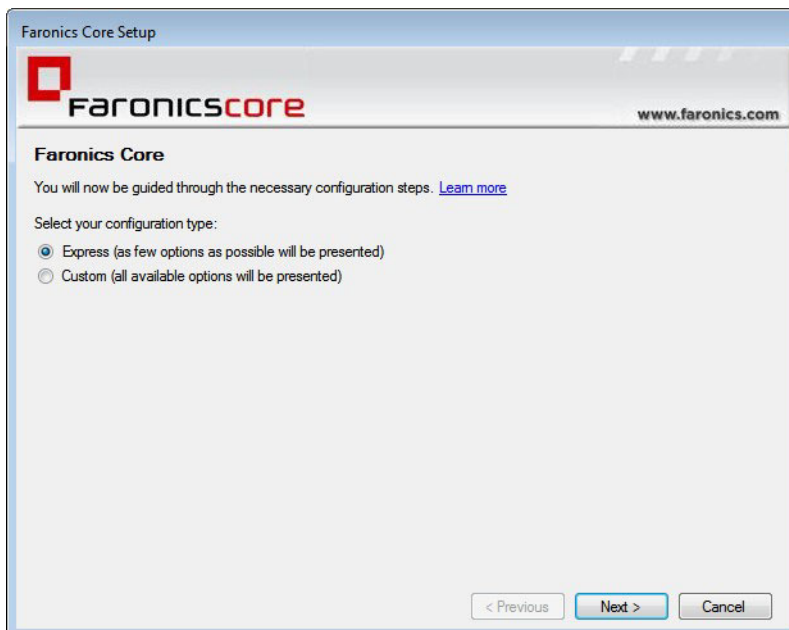 Faronics Core Setup
Faronicscore
www.faronics.com
Faronics Core
You will now be guided through the necessary configuration steps. Learn more
Select your configuration type:
Express (as few options as possible will be presented)
Custom (all available options will be presented)
< Previous
Next >
Cancel